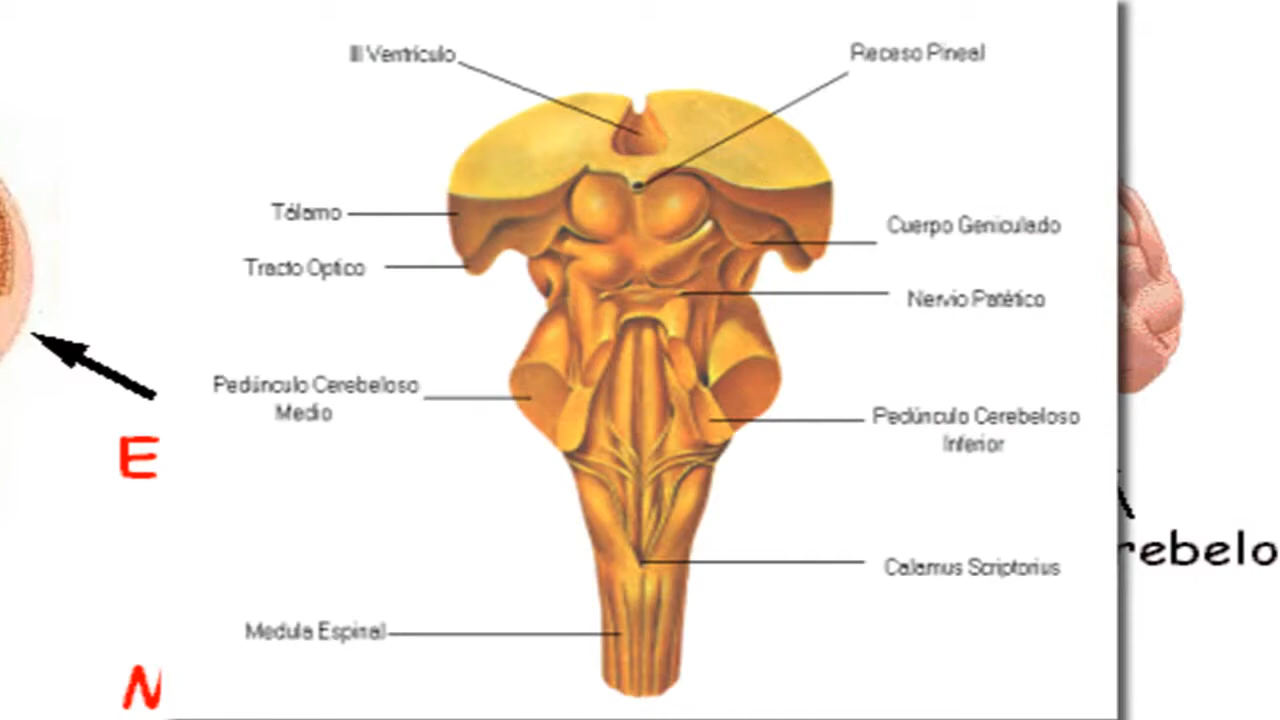 III Ventrículo
Receso Pineal
Tálamo
Cuerpo Geniculado
Tracto Optico
Nervio Patético
Pedúnculo Cerebeloso
Medio
Pedúnculo Cerebeloso
Inferior
E
rebelo
Calamus Scriptorius
Medula Espinal
N